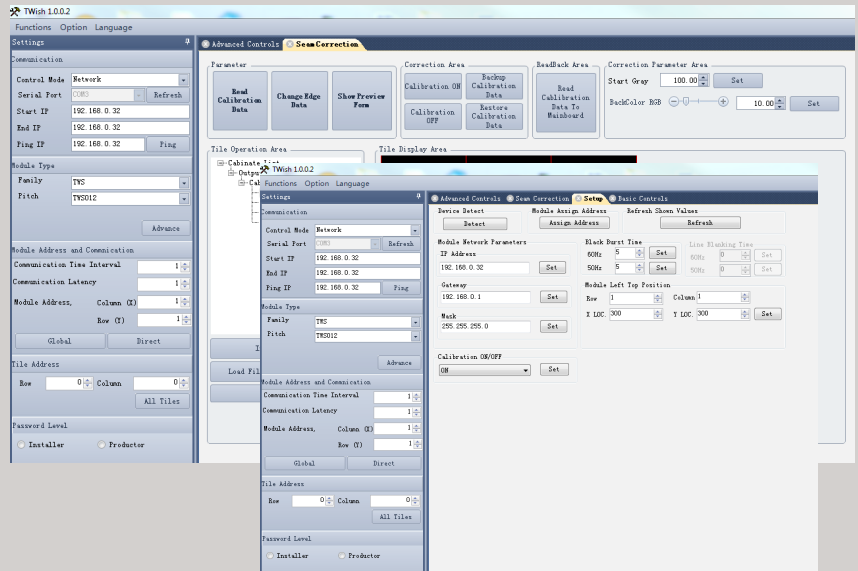 TWish 1.0.0.2
Functions Option Language
Settings
Communication
Control Mode Network
Serial Port COM3 Refresh
Start IP 192.168.0.32
End IP 192.168.0.32
Ping IP 192.168.0.32 Ping
Module Type
Family TWS
Pitch TWS012
Advance
Module Address and Communication
Communication Time Interval 1
Communication Latency 1
Module Address, Column (X) 1
Row (Y) 1
Global Direct
Tile Address
Row 0 Column 0
All Tiles
Password Level
Installer Productor
Advanced Controls Seam Correction
Parameter
Read Calibration Data
Change Edge Data
Show Preview Form
Correction Area
Calibration ON
Backup Calibration Data
Calibration OFF
Restore Calibration Data
ReadBack Area
Read Cablibration Data To Mainboard
Correction Parameter Area
Start Gray 100.00 Set
BackColor RGB 10.00 Set
Tile Operation Area
Tile Display Area
Cabinate List
Outpu
Cab
Load Fil
TWish 1.0.0.2
Functions Option Language
Settings
Communication
Control Mode Network
Serial Port COM3 Refresh
Start IP 192.168.0.32
End IP 192.168.0.32
Ping IP 192.168.0.32 Ping
Module Type
Family TWS
Pitch TWS012
Advance
Module Address and Communication
Communication Time Interval 1
Communication Latency 1
Module Address, Column (X) 1
Row (Y) 1
Global Direct
Tile Address
Row 0 Column 0
All Tiles
Password Level
Installer Productor
Advanced Controls Seam Correction Setup Basic Controls
Device Detect
Detect
Module Assign Address
Assign Address
Refresh Shown Values
Refresh
Module Network Parameters
IP Address
192.168.0.32 Set
Gateway
192.168.0.1 Set
Mask
255.255.255.0 Set
Black Burst Time
60Hz 5 Set
50Hz 5 Set
Line Blanking Time
60Hz 0 Set
50Hz 0 Set
Module Left Top Position
Row 1 Column 1
X LOC. 300 Y LOC. 300 Set
Calibration ON/OFF
ON Set